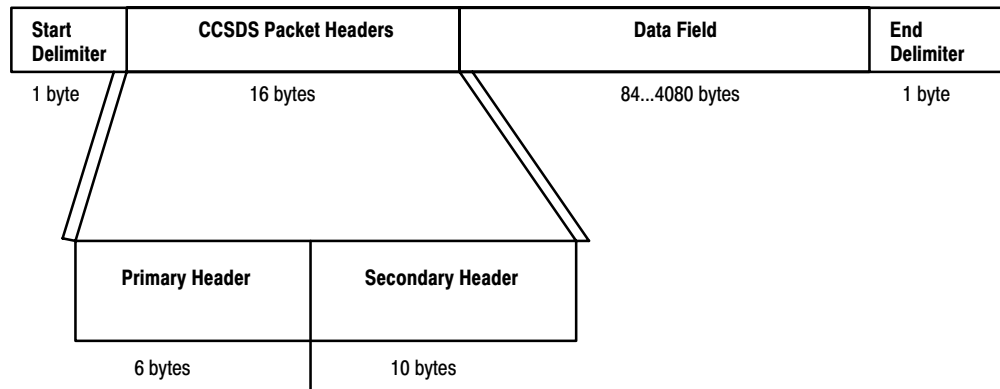 Start
Delimiter
CCSDS Packet Headers
Data Field
End
Delimiter
1 byte
16 bytes
84...4080 bytes
1 byte
Primary Header
Secondary Header
6 bytes
10 bytes